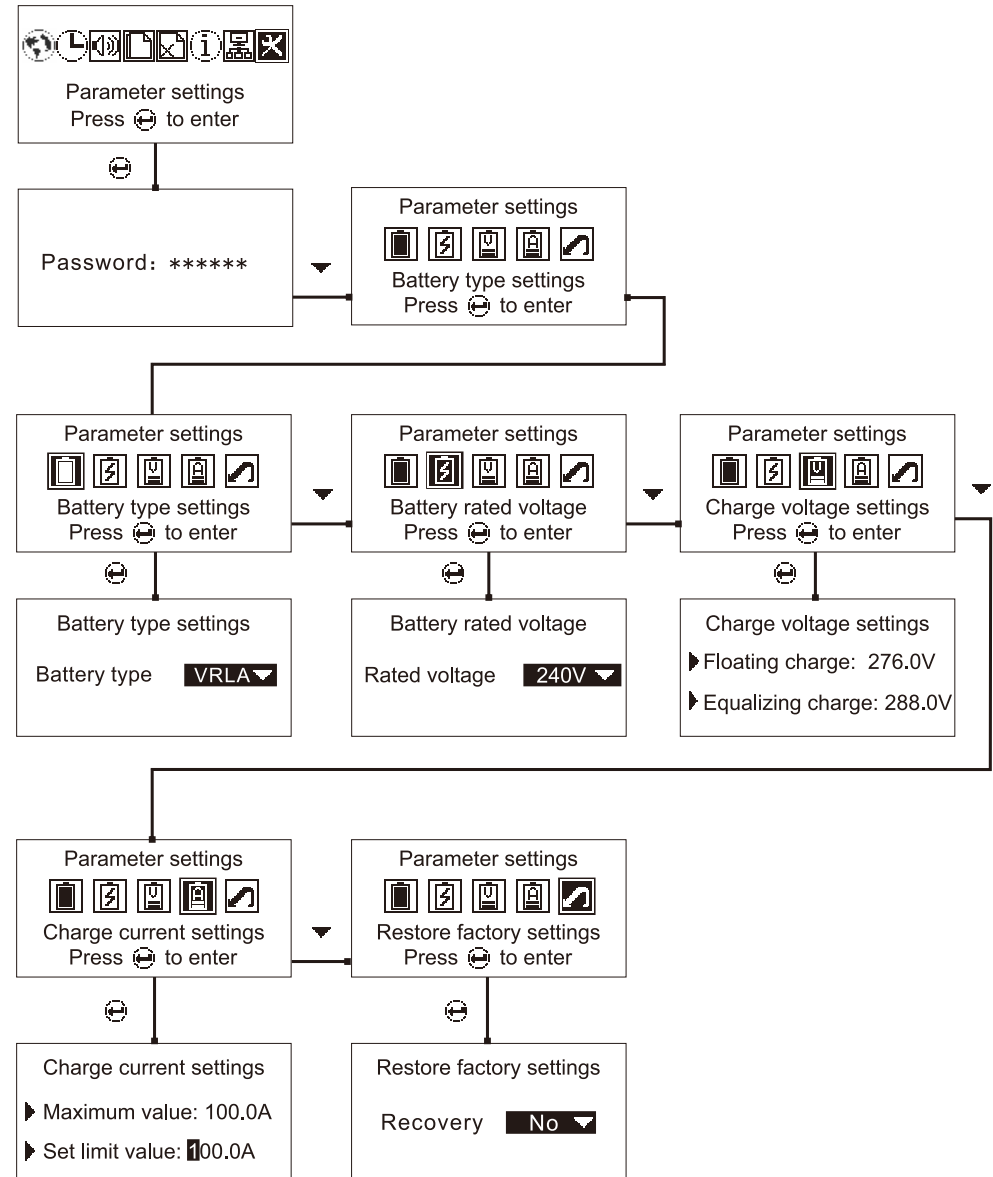 Parameter settings
Press to enter
Password: ******
Parameter settings
Battery type settings
Press to enter
Parameter settings
Battery type settings
Press to enter
Parameter settings
Battery rated voltage
Press to enter
Parameter settings
Charge voltage settings
Press to enter
Battery type settings
Battery type VRLA
Battery rated voltage
Rated voltage 240V
Charge voltage settings
Floating charge: 276.0V
Equalizing charge: 288.0V
Parameter settings
Charge current settings
Press to enter
Parameter settings
Restore factory settings
Press to enter
Charge current settings
Maximum value: 100.0A
Set limit value: 100.0A
Restore factory settings
Recovery No